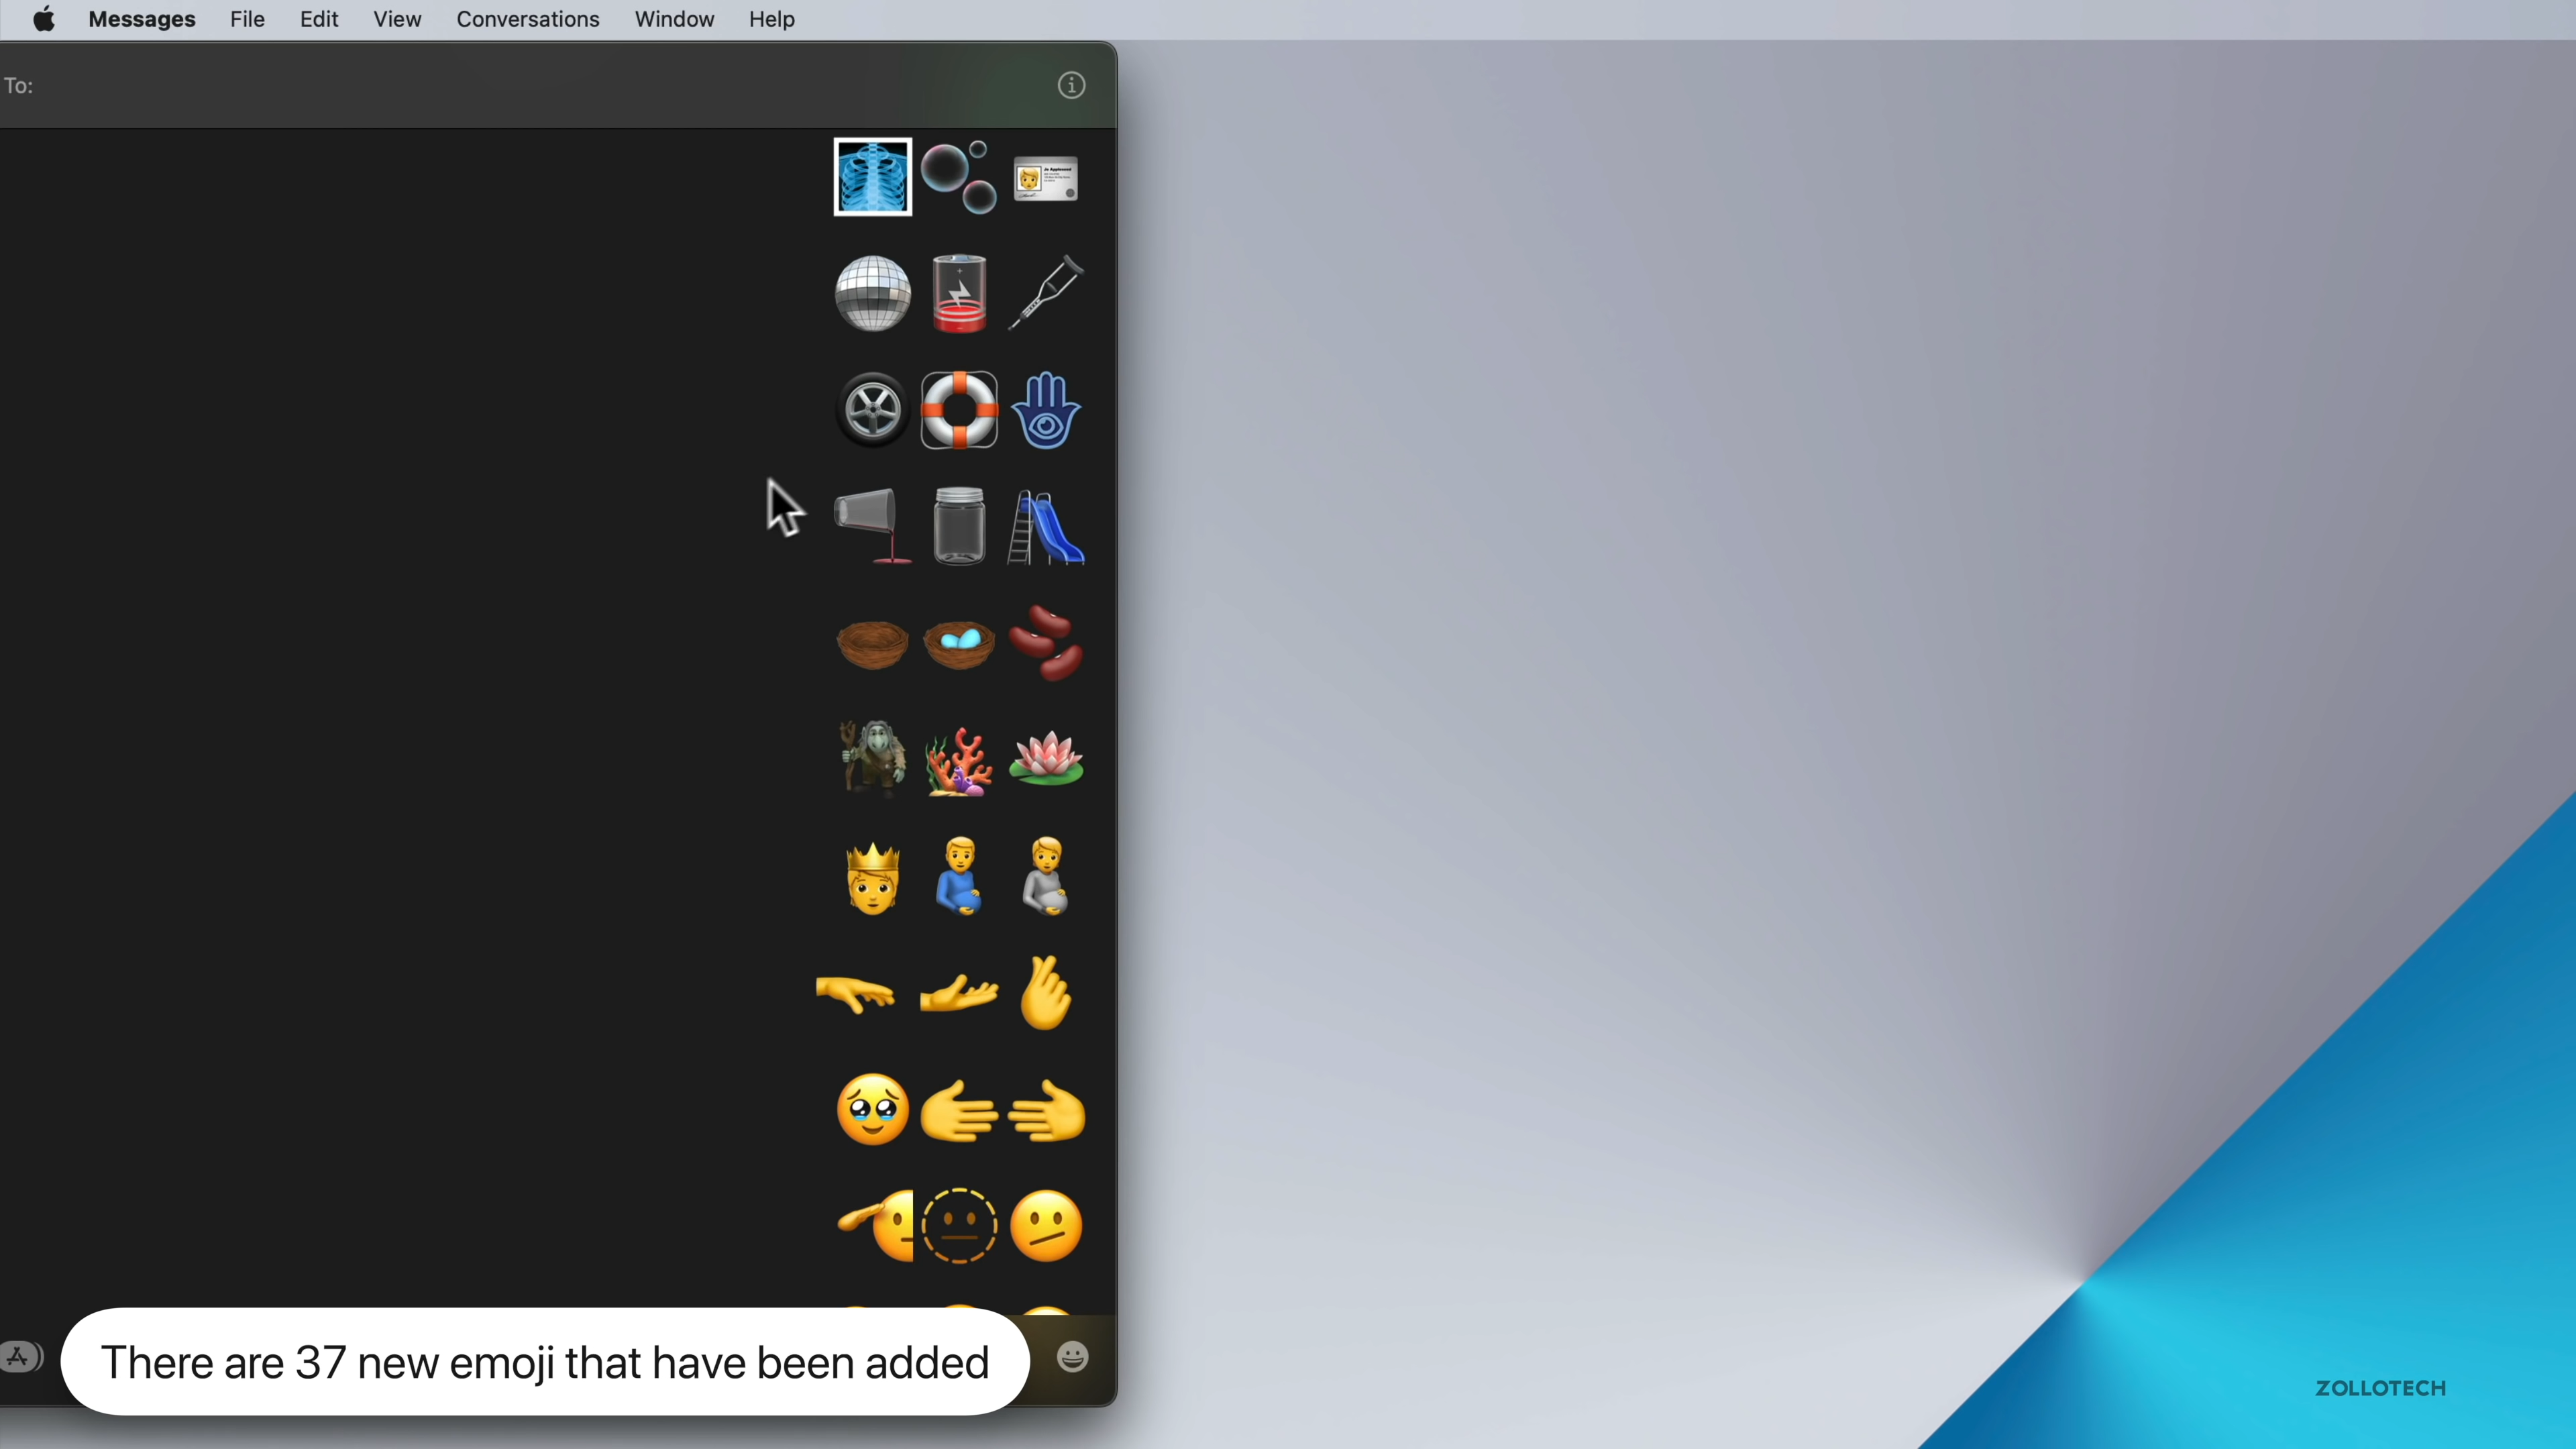 Messages File Edit View Conversations Window Help
To:
There are 37 new emoji that have been added
ZOLLOTECH